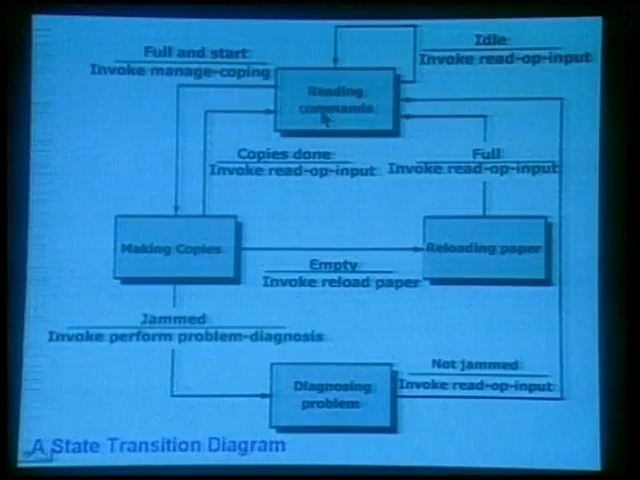 Full and start
Invoke manage-coping
Idle
Invoke read-op-input
Reading
commands
Copies done
Invoke read-op-input
Full
Invoke read-op-input
Making Copies
Reloading paper
Empty
Invoke reload paper
Jammed
Invoke perform problem-diagnosis
Not jammed
Invoke read-op-input
Diagnosing
problem
A State Transition Diagram